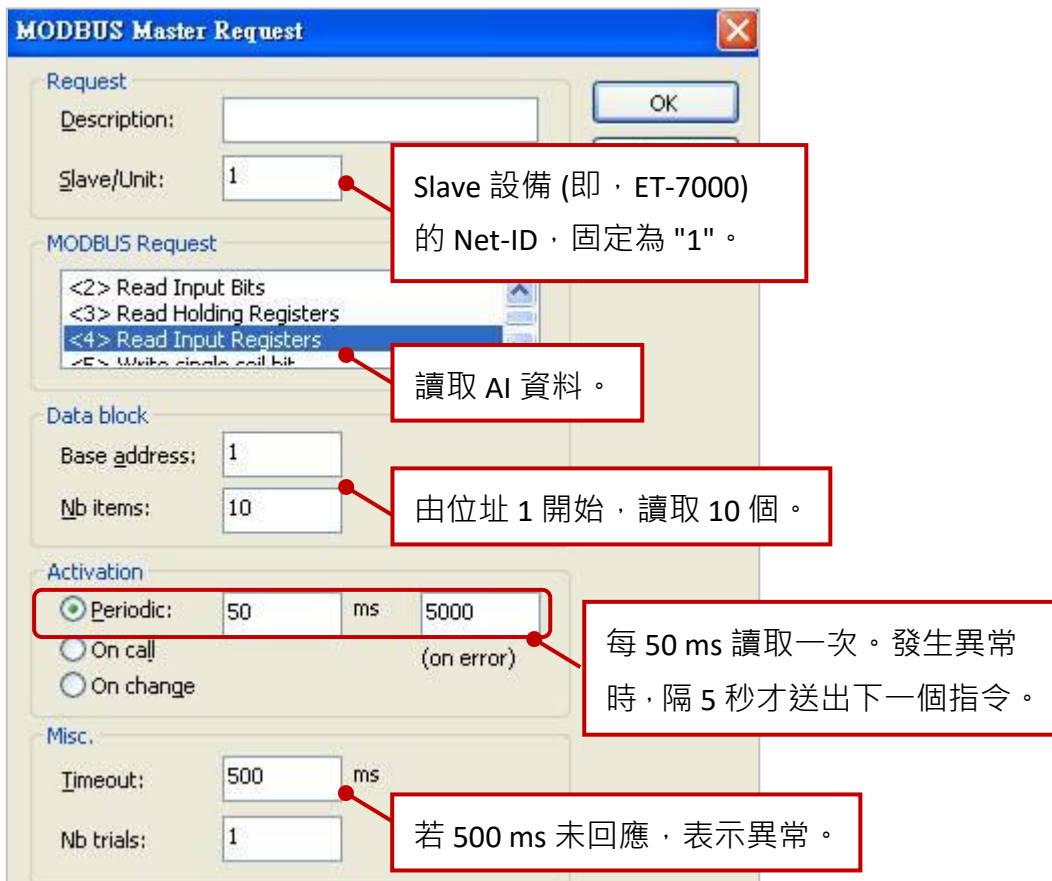 MODBUS Master Request
Request
Description:
OK
Slave/Unit: 1
Slave 設備 (即，ET-7000)
的 Net-ID，固定為 "1"。
MODBUS Request
<2> Read Input Bits
<3> Read Holding Registers
<4> Read Input Registers
<5> Write single coil bit
讀取 AI 資料。
Data block
Base address: 1
Nb items: 10
由位址 1 開始，讀取 10 個。
Activation
Periodic: 50 ms 5000
On call (on error)
On change
每 50 ms 讀取一次。發生異常
時，隔 5 秒才送出下一個指令。
Misc.
Timeout: 500 ms
若 500 ms 未回應，表示異常。
Nb trials: 1